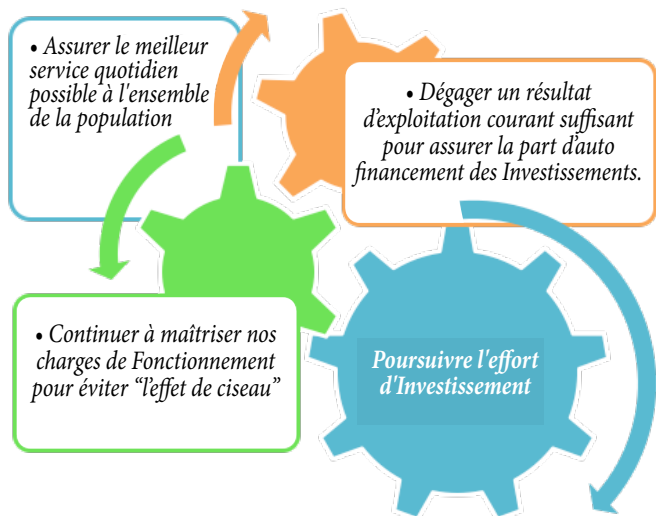 • Assurer le meilleur
service quotidien
possible à l'ensemble
de la population
• Dégager un résultat
d'exploitation courant suffisant
pour assurer la part d'auto
financement des Investissements.
• Continuer à maîtriser nos
charges de Fonctionnement
pour éviter “l'effet de ciseau”
Poursuivre l'effort
d'Investissement